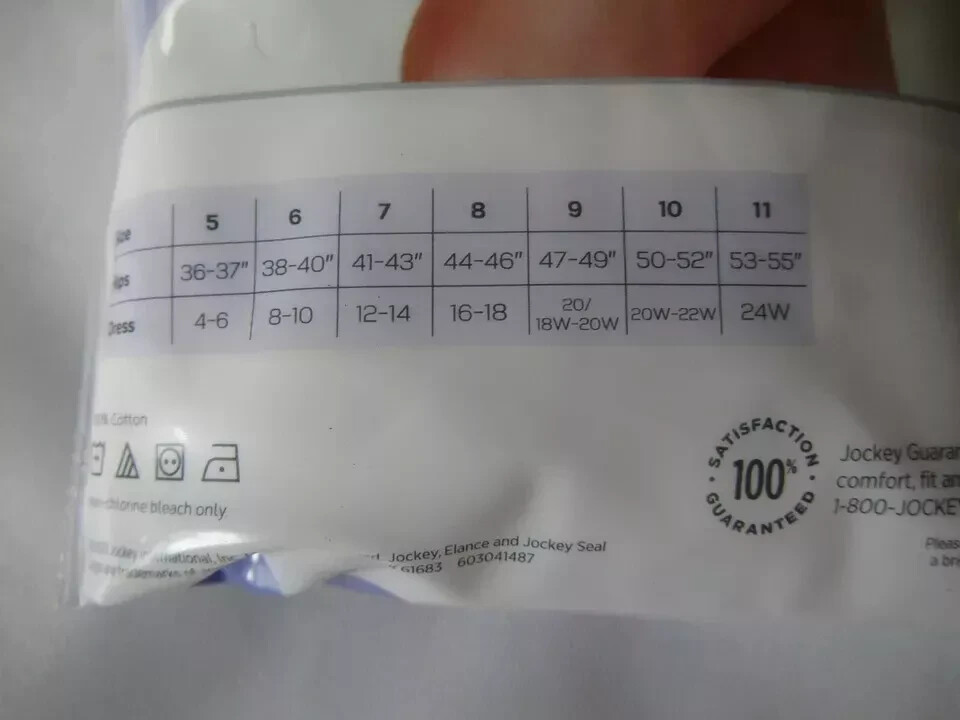 5 6 7 8 9 10 11
36-37" 38-40" 41-43" 44-46" 47-49" 50-52" 53-55"
Dress 4-6 8-10 12-14 16-18 20/ 18W-20W 20W-22W 24W
Cotton
bleach only
Jockey, Elance and Jockey Seal
61683 603041487
SATISFACTION
100%
GUARANTEED
Jockey
comfort, fit
1-800-JOCKEY